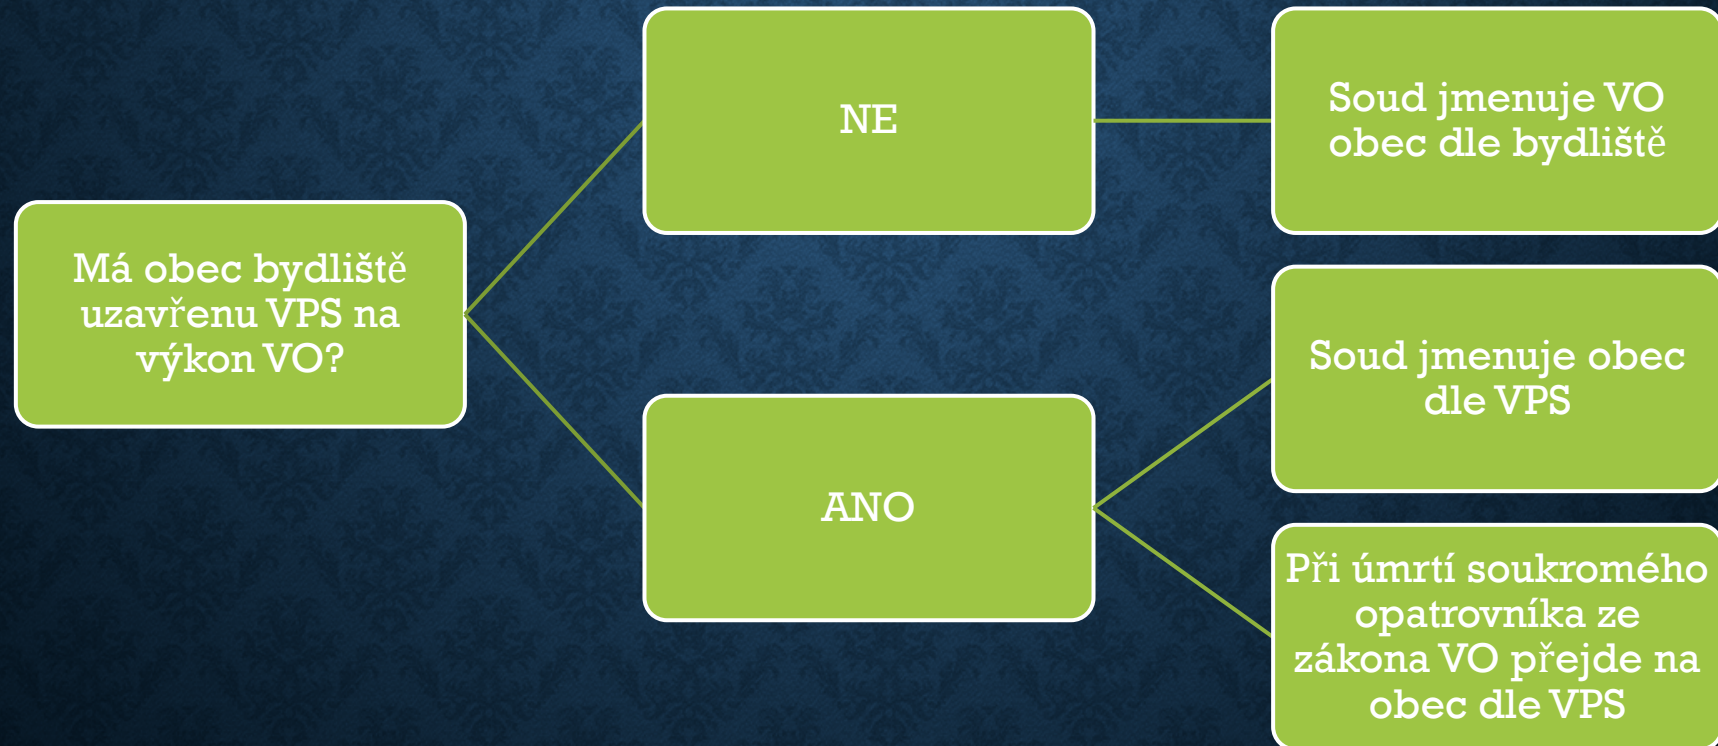 Má obec bydliště
uzavřenu VPS na
výkon VO?
NE
Soud jmenuje VO
obec dle bydliště
ANO
Soud jmenuje obec
dle VPS
Při úmrtí soukromého
opatrovníka ze
zákona VO přejde na
obec dle VPS